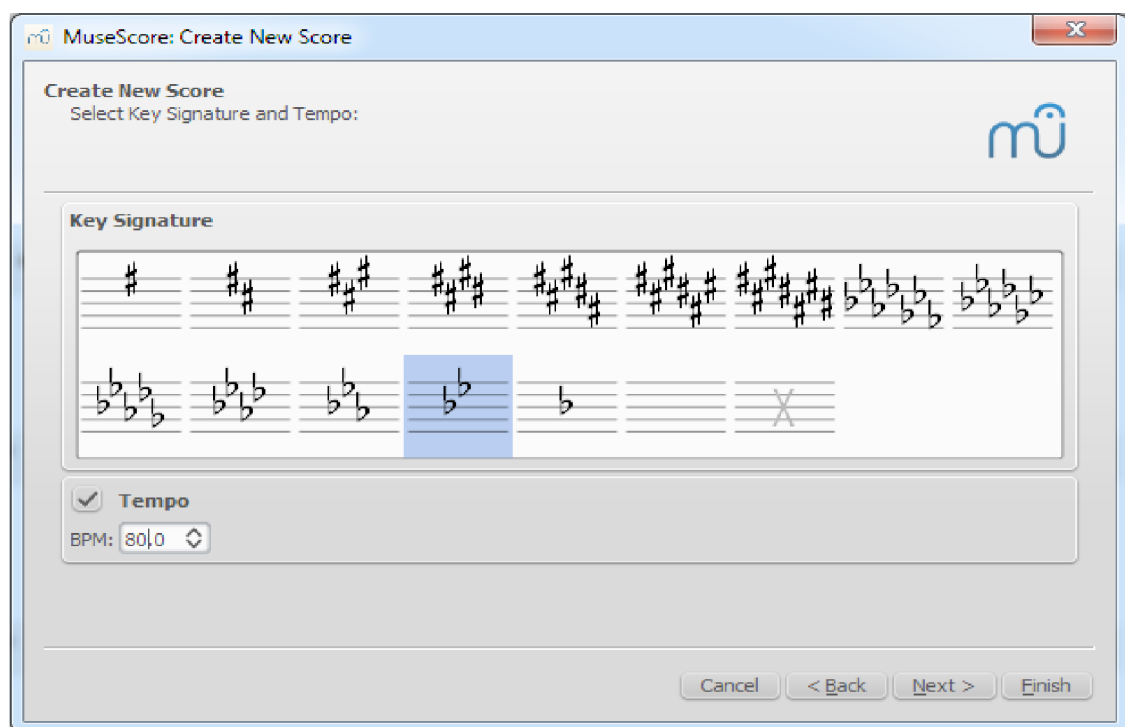 MuseScore: Create New Score
Create New Score
Select Key Signature and Tempo:
Key Signature
Tempo
BPM: 80.0
Cancel < Back Next > Finish